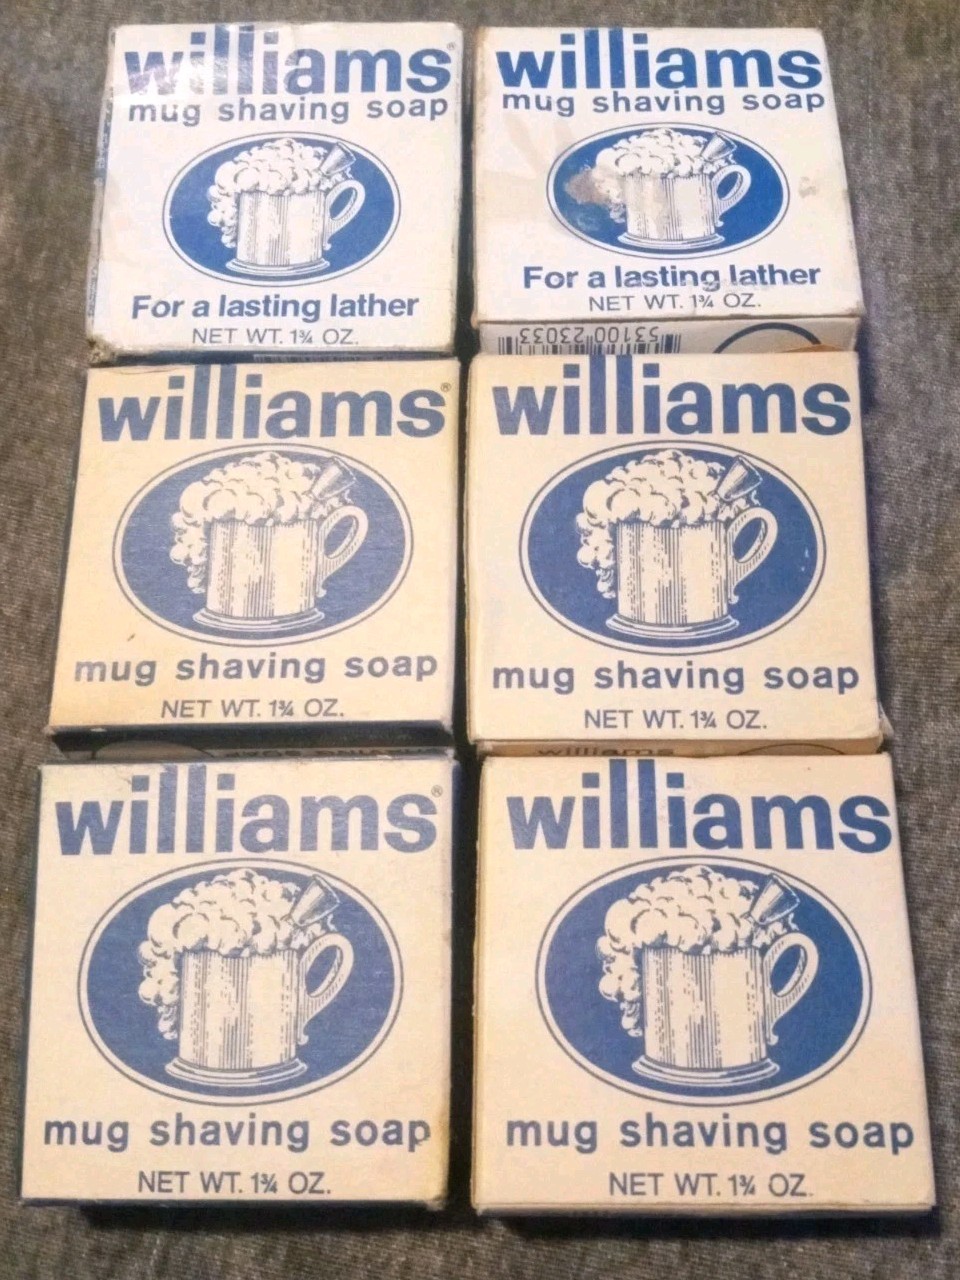 williams®
mug shaving soap
For a lasting lather
NET WT. 1¾ OZ.
williams
mug shaving soap
For a lasting lather
NET WT. 1¾ OZ.
53100 23033
williams®
mug shaving soap
NET WT. 1¾ OZ.
williams
mug shaving soap
NET WT. 1¾ OZ.
SHAVING SOAP
williams
williams®
mug shaving soap
NET WT. 1¾ OZ.
williams
mug shaving soap
NET WT. 1¾ OZ.